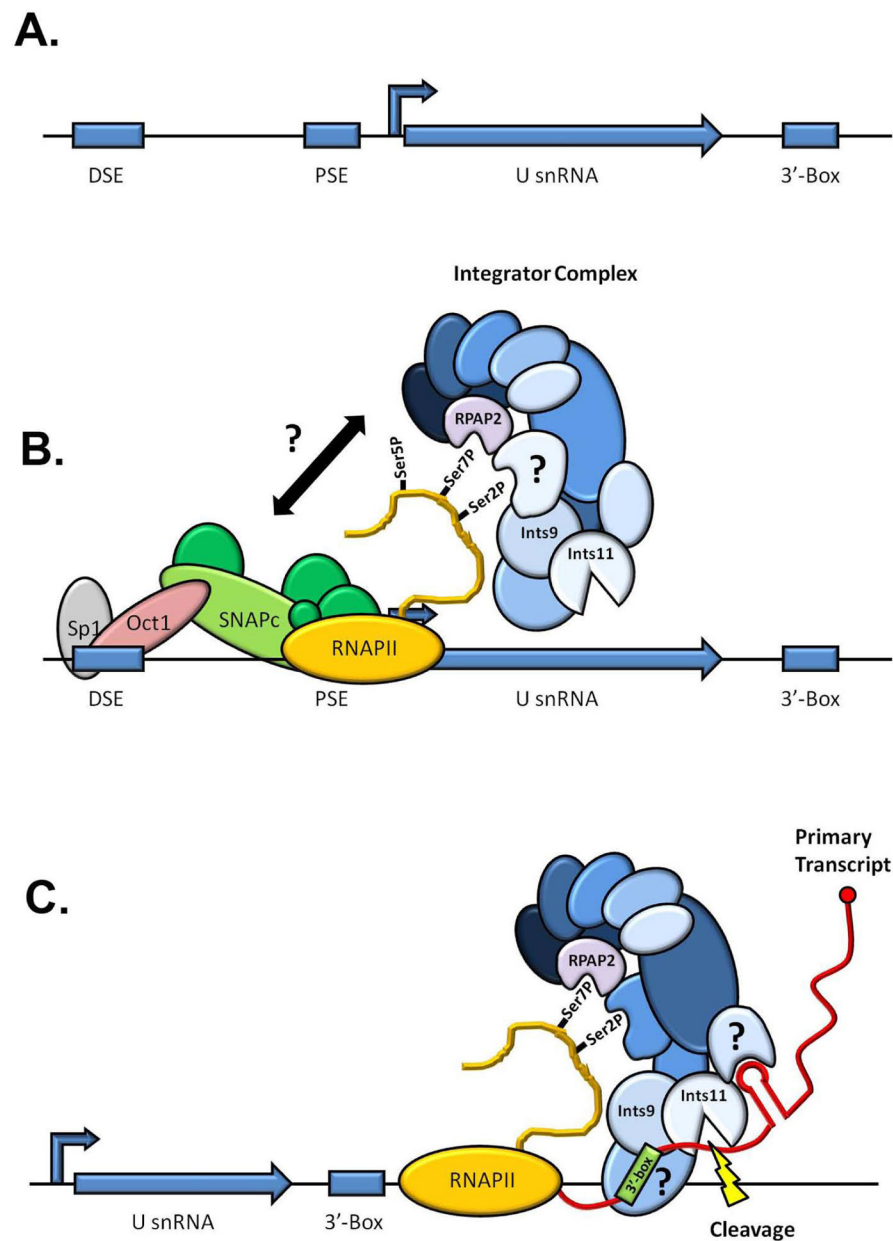 A.
DSE PSE U snRNA 3'-Box
Integrator Complex
B.
?
Ser5P
Ser7P
Ser2P
RPAP2
?
Ints9
Ints11
Sp1
Oct1
SNAPc
RNAPII
DSE PSE U snRNA 3'-Box
C.
Primary
Transcript
RPAP2
Ser7P
Ser2P
?
Ints9
Ints11
RNAPII
3'-box
?
U snRNA 3'-Box
Cleavage